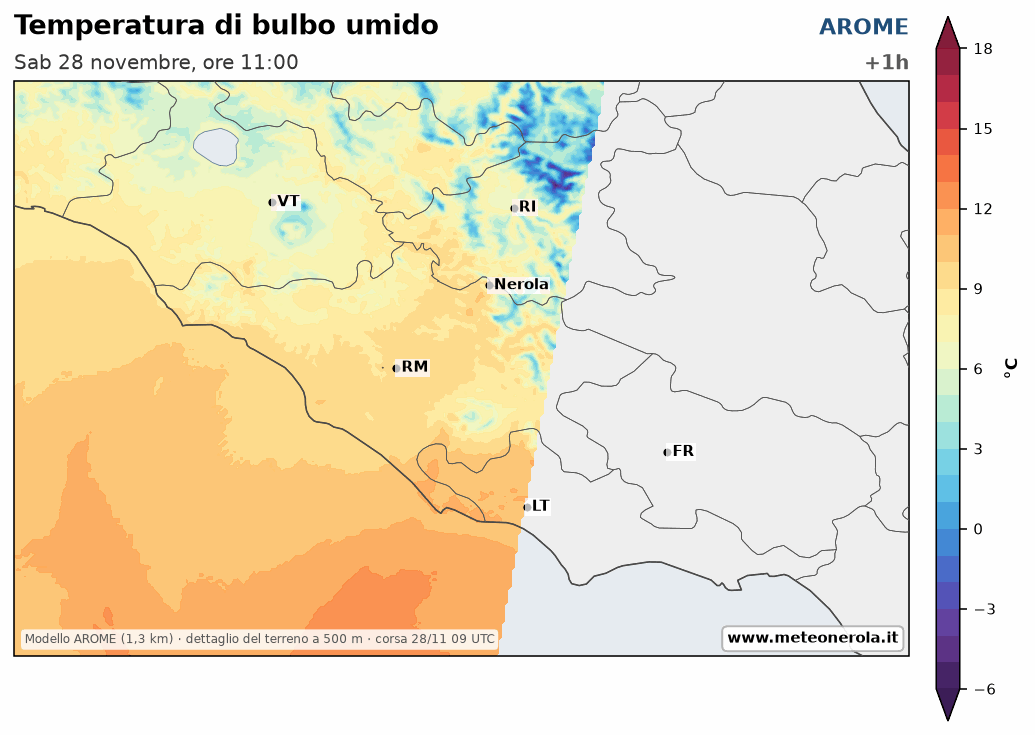 Temperatura di bulbo umido
AROME
Sab 28 novembre, ore 11:00
+1h
18
15
12
9
6
3
0
−3
−6
°C
VT
RI
Nerola
RM
FR
LT
Modello AROME (1,3 km) · dettaglio del terreno a 500 m · corsa 28/11 09 UTC
www.meteonerola.it